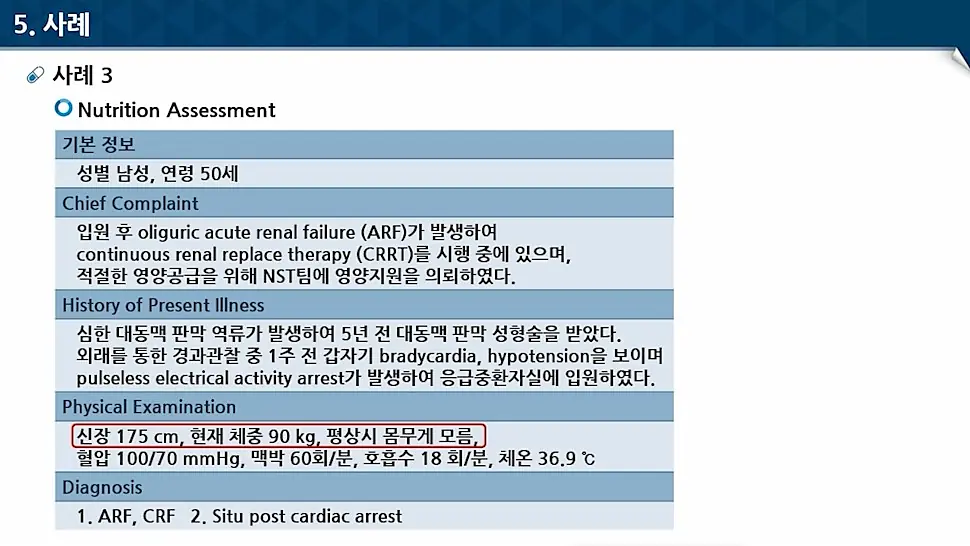 5. 사례
사례 3
Nutrition Assessment
기본 정보
성별 남성, 연령 50세
Chief Complaint
입원 후 oliguric acute renal failure (ARF)가 발생하여
continuous renal replace therapy (CRRT)를 시행 중에 있으며,
적절한 영양공급을 위해 NST팀에 영양지원을 의뢰하였다.
History of Present Illness
심한 대동맥 판막 역류가 발생하여 5년 전 대동맥 판막 성형술을 받았다.
외래를 통한 경과관찰 중 1주 전 갑자기 bradycardia, hypotension을 보이며
pulseless electrical activity arrest가 발생하여 응급중환자실에 입원하였다.
Physical Examination
신장 175 cm, 현재 체중 90 kg, 평상시 몸무게 모름,
혈압 100/70 mmHg, 맥박 60회/분, 호흡수 18 회/분, 체온 36.9 ℃
Diagnosis
1. ARF, CRF 2. Situ post cardiac arrest